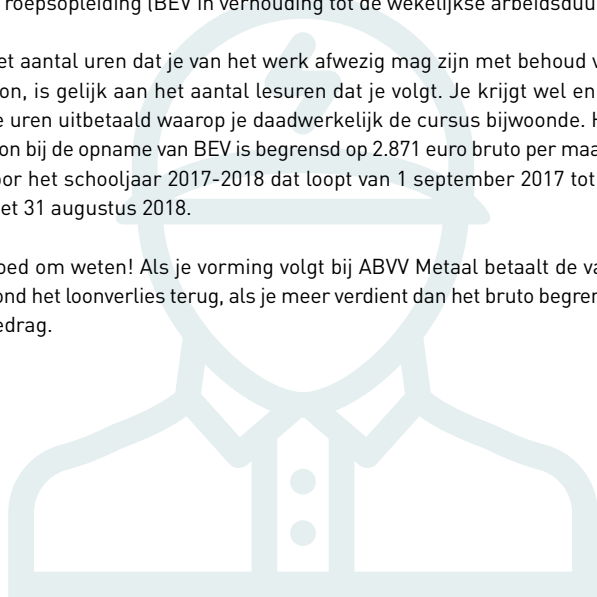 roepsopleiding (BEV in verhouding tot de wekelijkse arbeidsduu
et aantal uren dat je van het werk afwezig mag zijn met behoud v
on, is gelijk aan het aantal lesuren dat je volgt. Je krijgt wel en
e uren uitbetaald waarop je daadwerkelijk de cursus bijwoonde. H
on bij de opname van BEV is begrensd op 2.871 euro bruto per maa
oor het schooljaar 2017-2018 dat loopt van 1 september 2017 tot
et 31 augustus 2018.
oed om weten! Als je vorming volgt bij ABVV Metaal betaalt de va
ond het loonverlies terug, als je meer verdient dan het bruto begren
edrag.